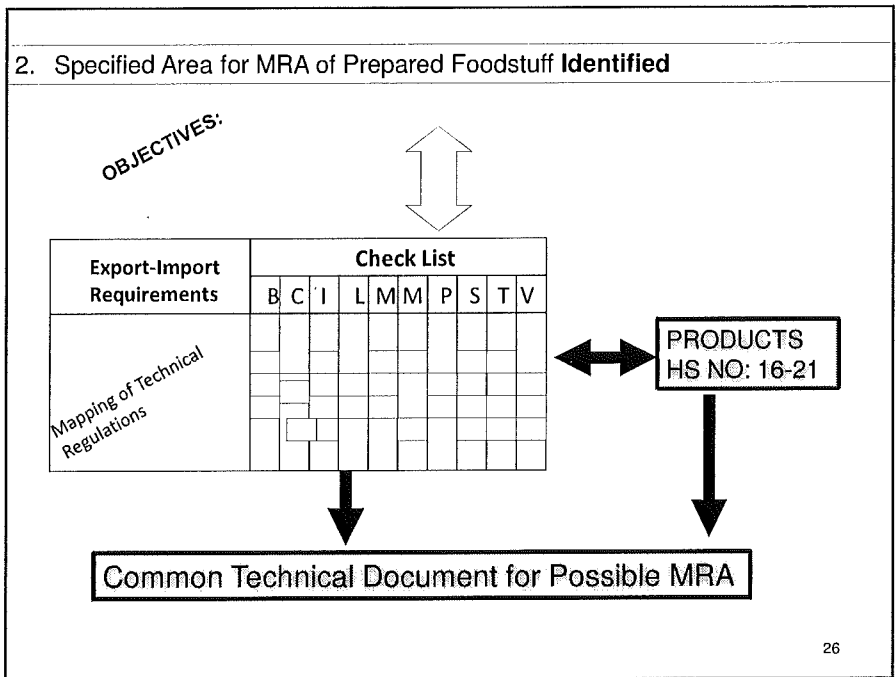 2. Specified Area for MRA of Prepared Foodstuff Identified
OBJECTIVES:
Export-Import
Requirements
Check List
B C I L M M P S T V
Mapping of Technical
Regulations
PRODUCTS
HS NO: 16-21
Common Technical Document for Possible MRA
26